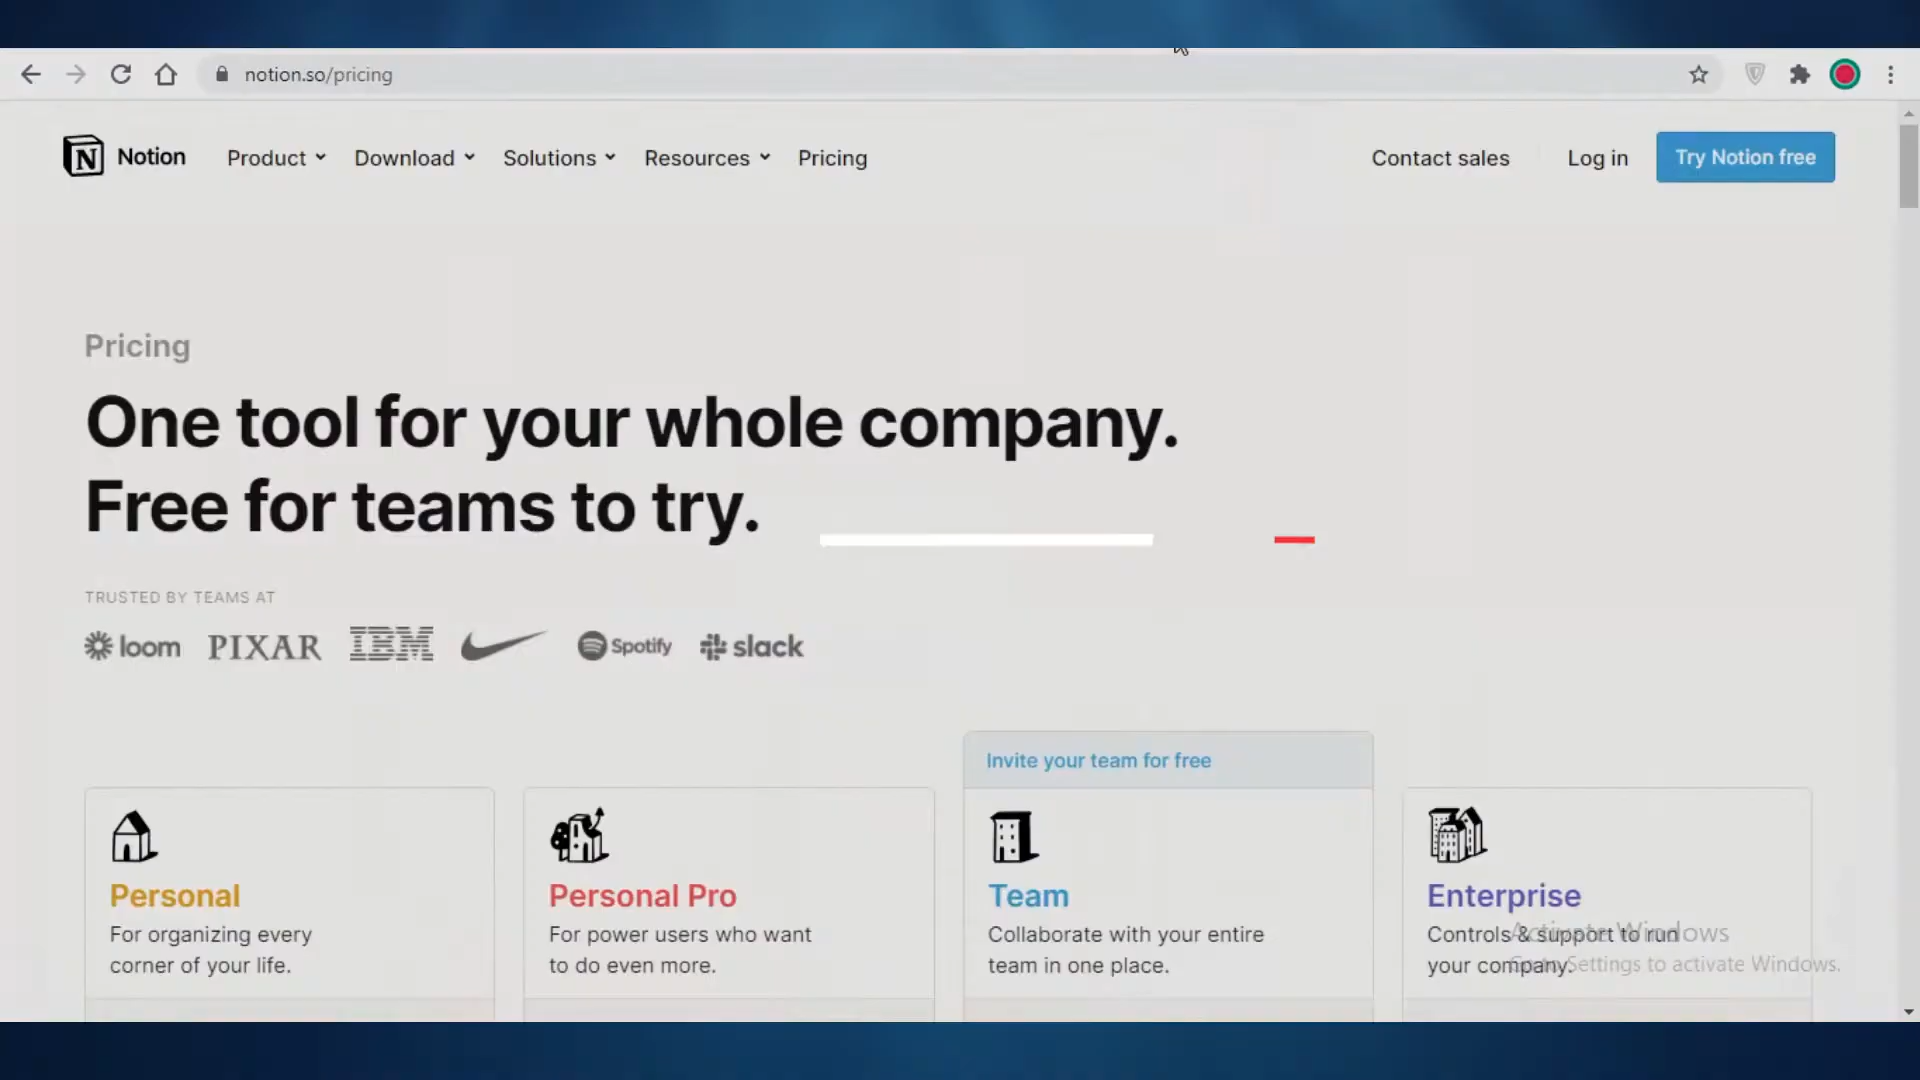 notion.so/pricing
Notion Product Download Solutions Resources Pricing Contact sales Log in Try Notion free
Pricing
One tool for your whole company.
Free for teams to try.
TRUSTED BY TEAMS AT
loom PIXAR IBM Spotify slack
Invite your team for free
Personal
For organizing every
corner of your life.
Personal Pro
For power users who want
to do even more.
Team
Collaborate with your entire
team in one place.
Enterprise
Controls & support to run
your company.
Activate Windows
Go to Settings to activate Windows.